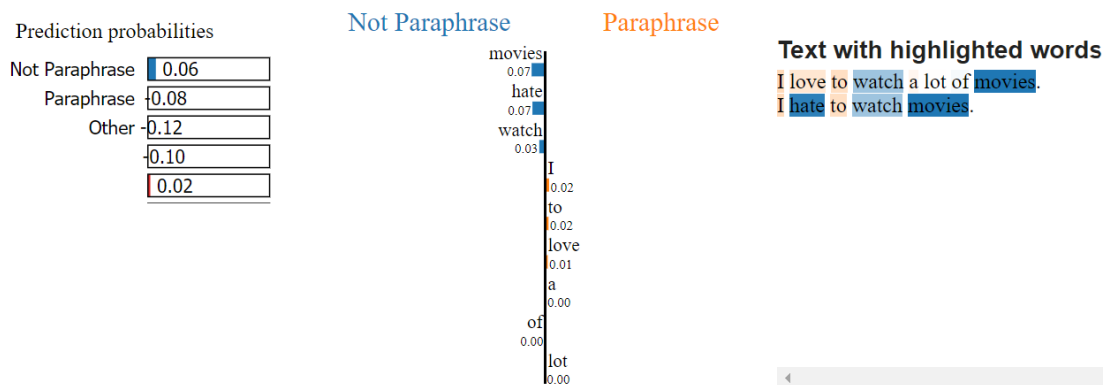 Prediction probabilities
Not Paraphrase 0.06
Paraphrase -0.08
Other -0.12
-0.10
0.02
Not Paraphrase Paraphrase
movies
0.07
hate
0.07
watch
0.03
I
0.02
to
0.02
love
0.01
a
0.00
of
0.00
lot
0.00
Text with highlighted words
I love to watch a lot of movies.
I hate to watch movies.